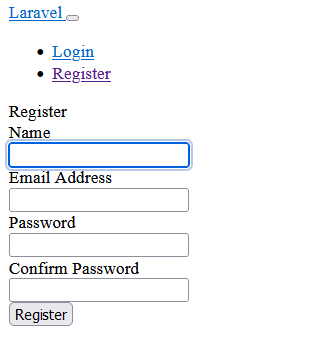 Laravel
Login
Register
Register
Name
Email Address
Password
Confirm Password
Register